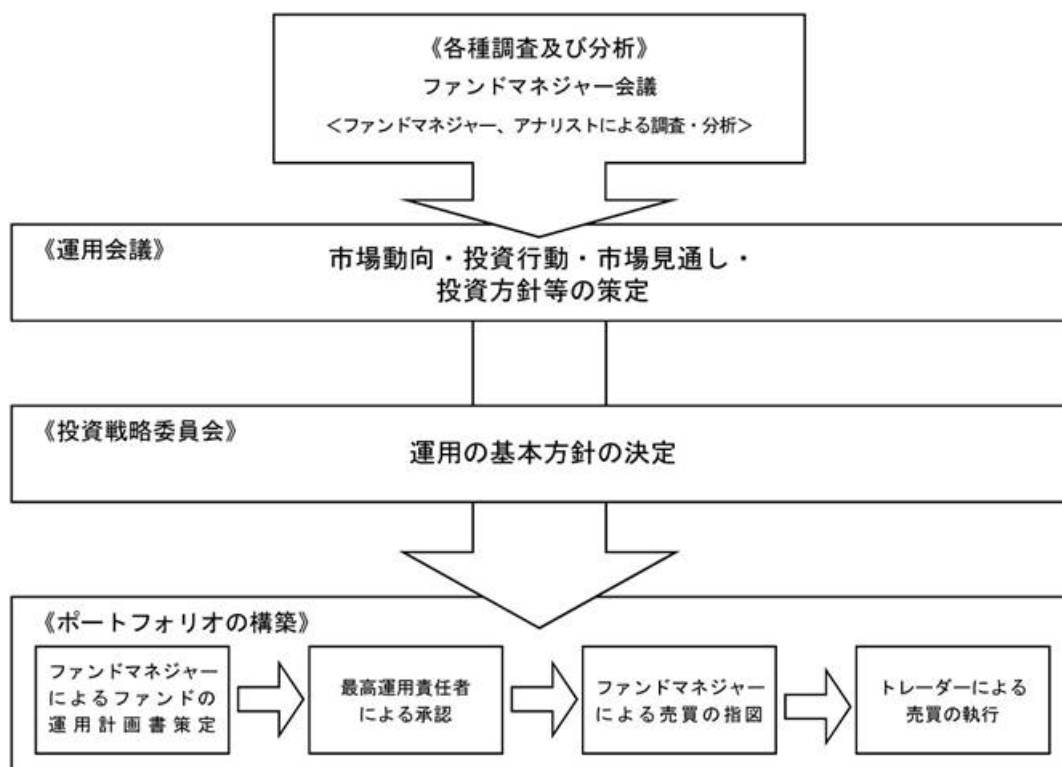 《各種調査及び分析》
ファンドマネジャー会議
＜ファンドマネジャー、アナリストによる調査・分析＞
《運用会議》
市場動向・投資行動・市場見通し・
投資方針等の策定
《投資戦略委員会》
運用の基本方針の決定
《ポートフォリオの構築》
ファンドマネジャー
によるファンドの
運用計画書策定
最高運用責任者
による承認
ファンドマネジャー
による売買の指図
トレーダーによる
売買の執行